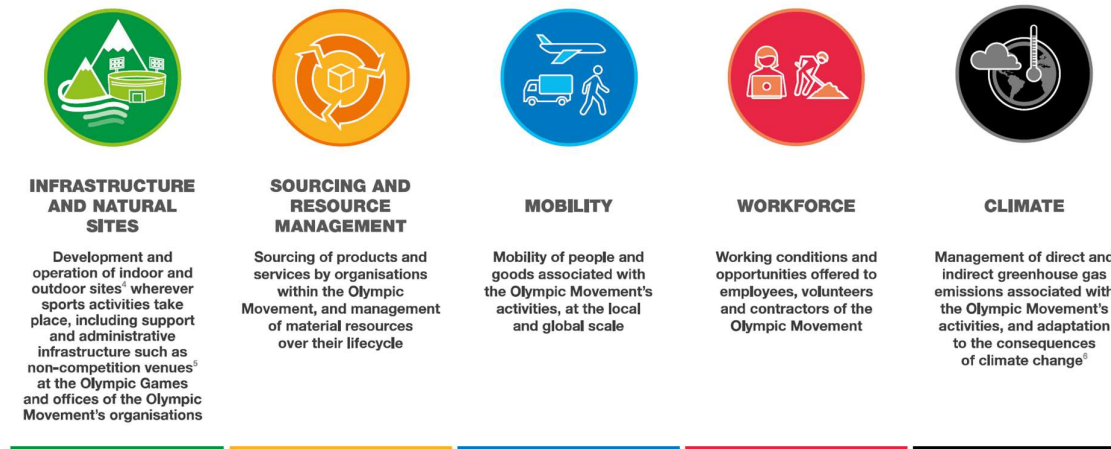 INFRASTRUCTURE
AND NATURAL
SITES
Development and
operation of indoor and
outdoor sites⁴ wherever
sports activities take
place, including support
and administrative
infrastructure such as
non-competition venues⁵
at the Olympic Games
and offices of the Olympic
Movement's organisations
SOURCING AND
RESOURCE
MANAGEMENT
Sourcing of products and
services by organisations
within the Olympic
Movement, and management
of material resources
over their lifecycle
MOBILITY
Mobility of people and
goods associated with
the Olympic Movement's
activities, at the local
and global scale
WORKFORCE
Working conditions and
opportunities offered to
employees, volunteers
and contractors of the
Olympic Movement
CLIMATE
Management of direct and
indirect greenhouse gas
emissions associated with
the Olympic Movement's
activities, and adaptation
to the consequences
of climate change⁶